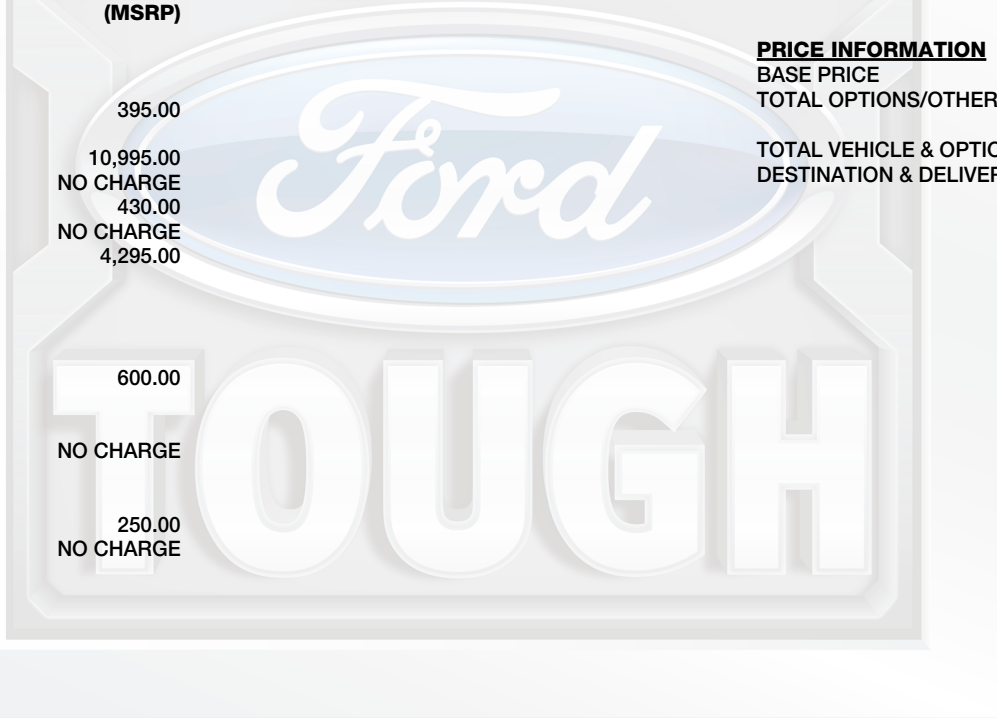 (MSRP)
395.00
10,995.00
NO CHARGE
430.00
NO CHARGE
4,295.00
600.00
NO CHARGE
250.00
NO CHARGE
PRICE INFORMATION
BASE PRICE
TOTAL OPTIONS/OTHER
TOTAL VEHICLE & OPTIO
DESTINATION & DELIVER
Ford
TOUGH